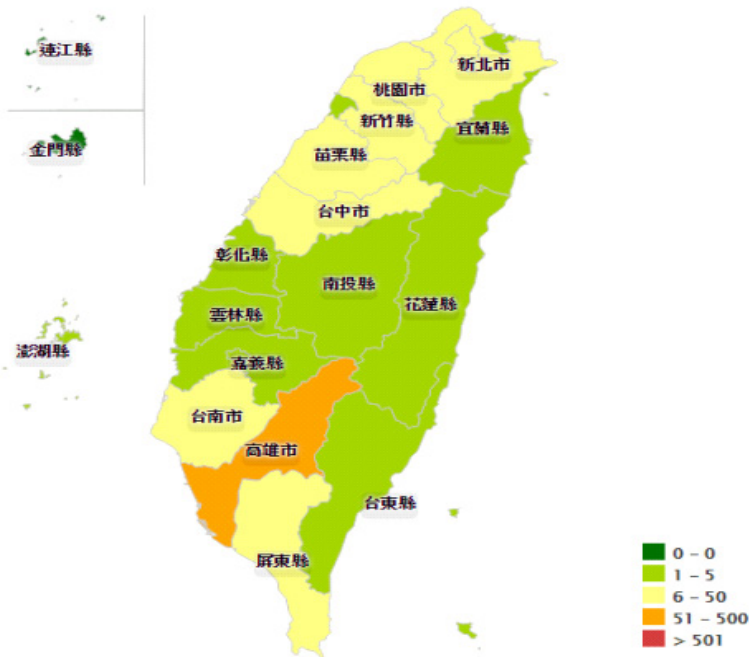 連江縣
金門縣
新北市
桃園市
新竹縣
宜蘭縣
苗栗縣
台中市
彰化縣
南投縣
花蓮縣
雲林縣
澎湖縣
嘉義縣
台南市
高雄市
台東縣
屏東縣
0 - 0
1 - 5
6 - 50
51 - 500
> 501